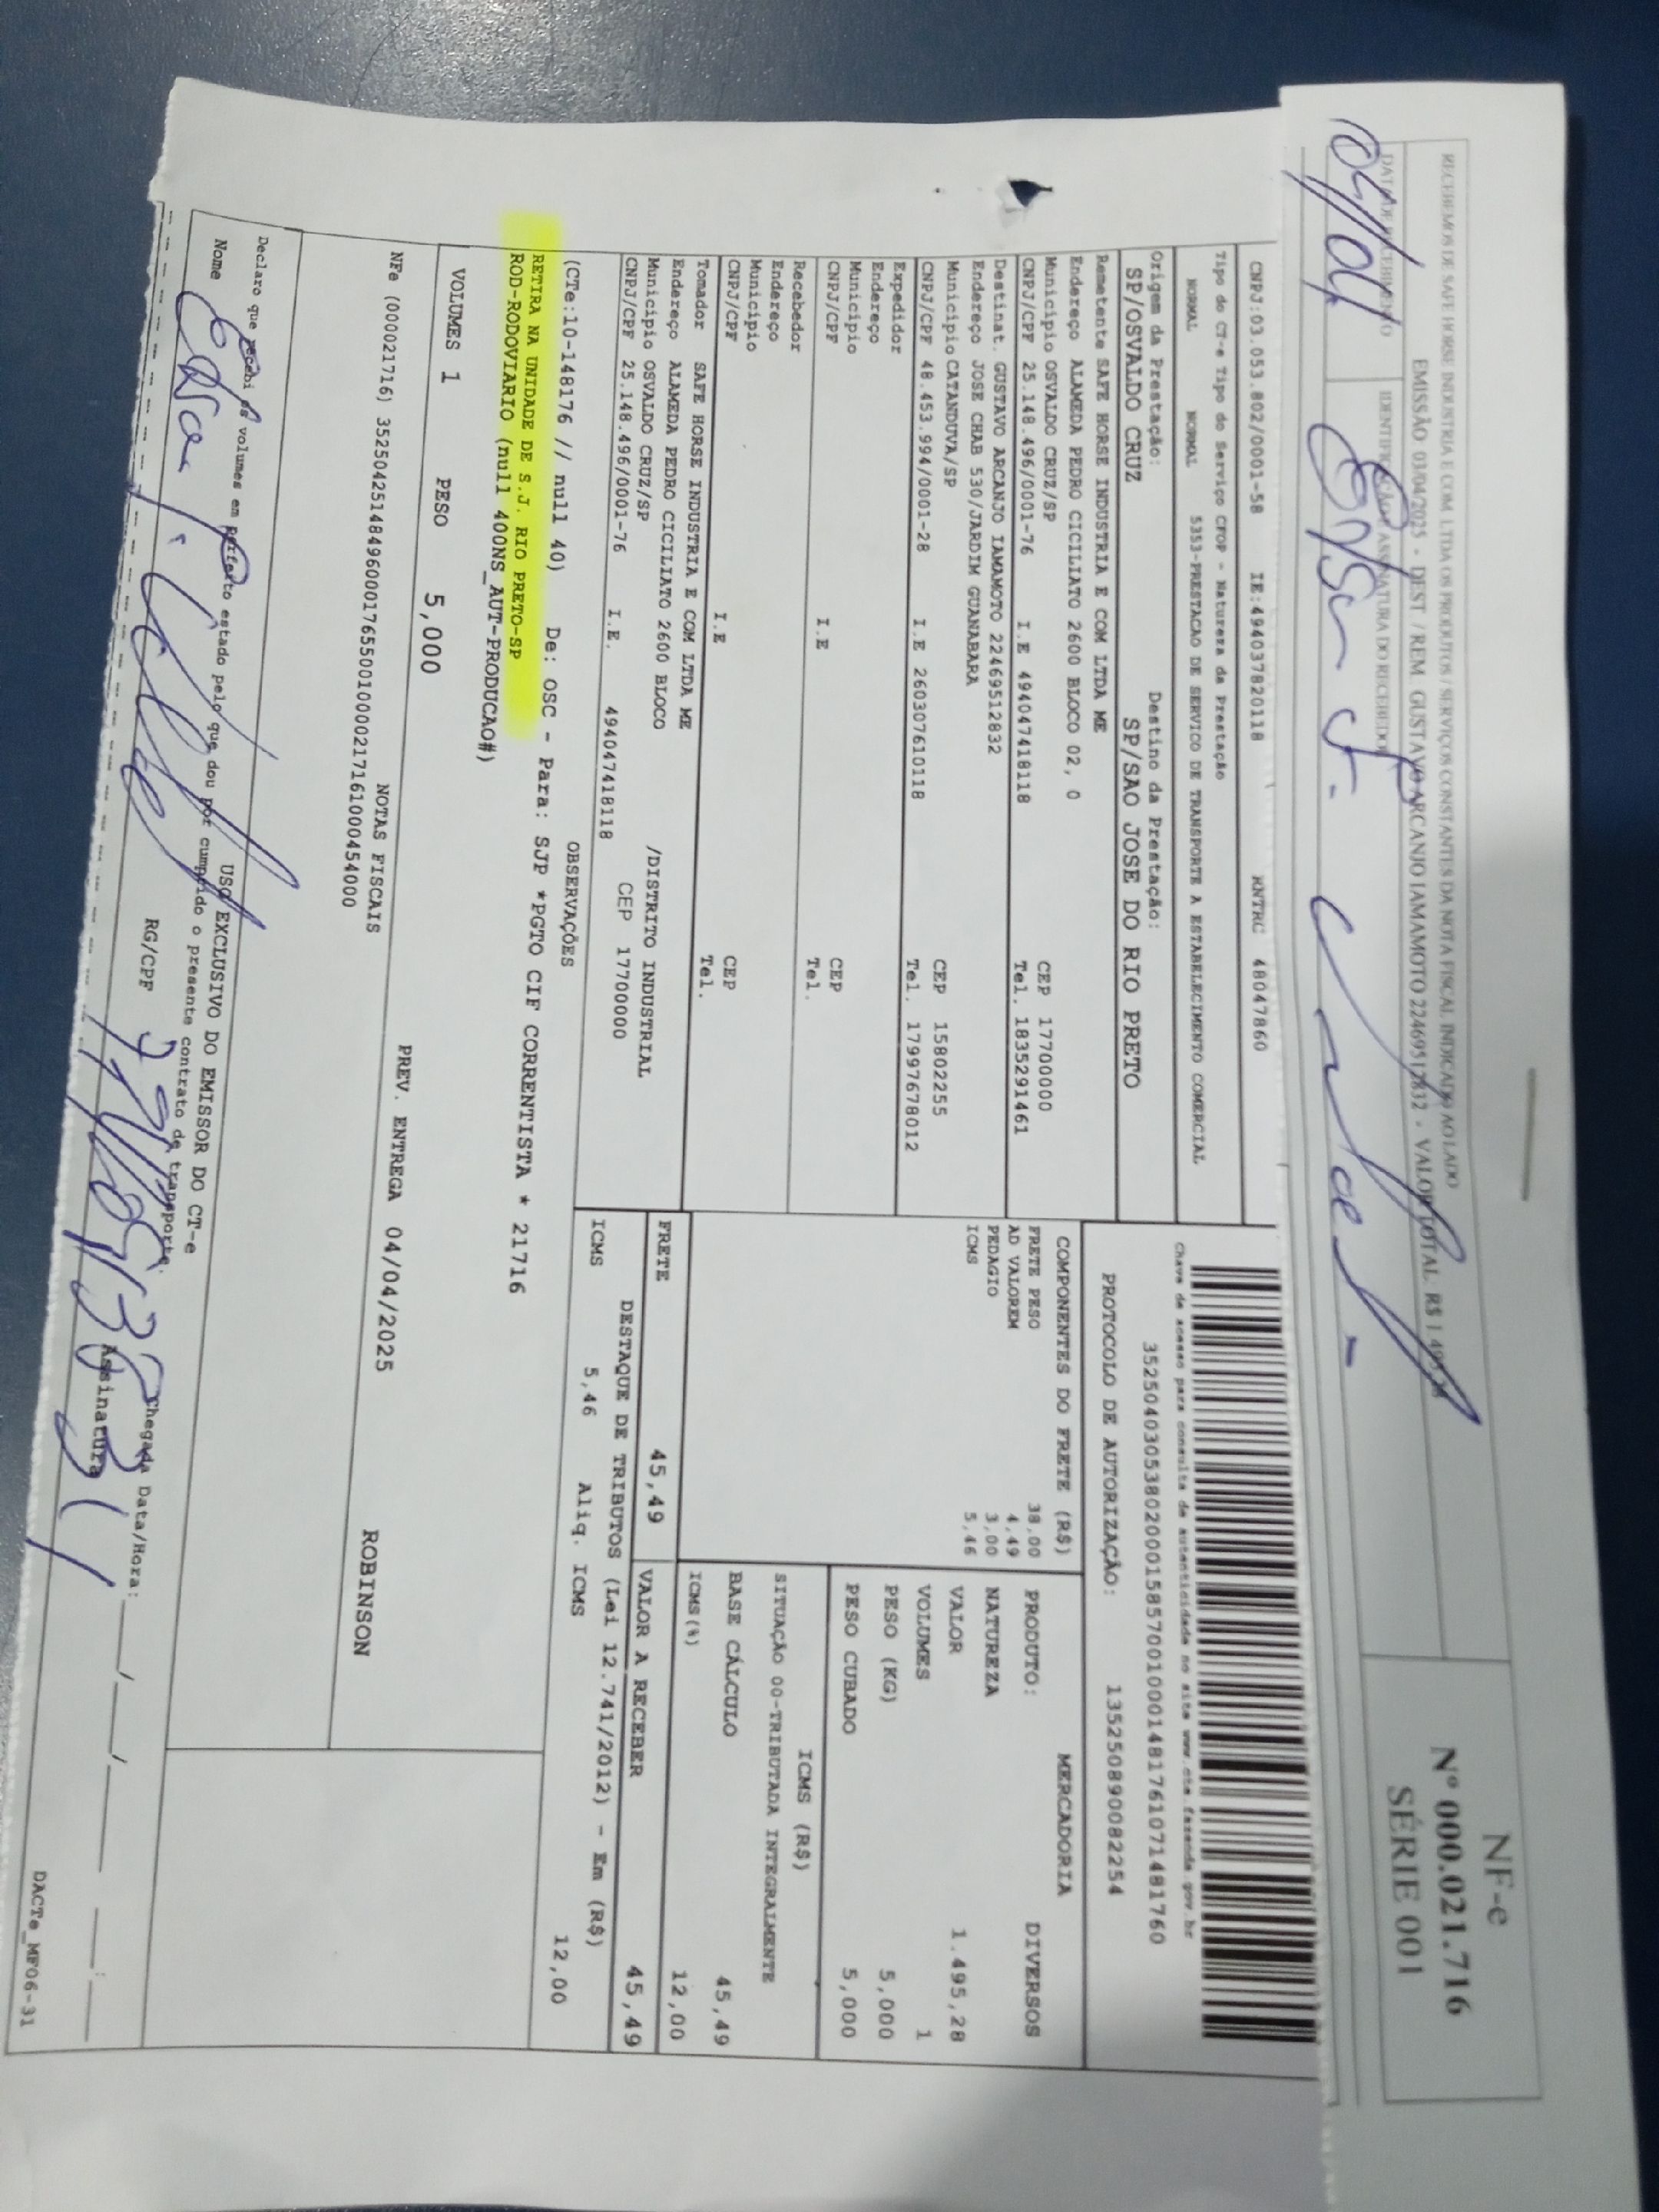 RECEBEMOS DE SAFE HORSE INDUSTRIA E COM LTDA OS PRODUTOS / SERVIÇOS CONSTANTES DA NOTA FISCAL INDICADO AO LADO
EMISSÃO 03/04/2025 - DEST / REM GUSTAVO ARCANJO IAMAMOTO 22469512832 - VALOR TOTAL R$ 1.495,28
DATA DE RECEBIMENTO IDENTIFICAÇÃO E ASSINATURA DO RECEBEDOR
NF-e
Nº 000.021.716
SÉRIE 001
CNPJ:03.053.802/0001-58 IE:494037820118 RNTRC 48047860
Tipo do CT-e Tipo do Serviço CFOP - Natureza da Prestação
NORMAL NORMAL 5353-PRESTACAO DE SERVICO DE TRANSPORTE A ESTABELECIMENTO COMERCIAL
Origem da Prestação: Destino da Prestação:
SP/OSVALDO CRUZ SP/SAO JOSE DO RIO PRETO
Chave de acesso para consulta de autenticidade no site www.cte.fazenda.gov.br
35250403053802000158570010001481761071481760
PROTOCOLO DE AUTORIZAÇÃO: 135250890082254
Remetente SAFE HORSE INDUSTRIA E COM LTDA ME
Endereço ALAMEDA PEDRO CICILIATO 2600 BLOCO 02, 0
Município OSVALDO CRUZ/SP CEP 17700000
CNPJ/CPF 25.148.496/0001-76 I.E 494047418118 Tel. 1835291461
Destinat. GUSTAVO ARCANJO IAMAMOTO 22469512832
Endereço JOSE CHAB 530/JARDIM GUANABARA
Município CATANDUVA/SP CEP 15802255
CNPJ/CPF 48.453.994/0001-28 I.E 260307610118 Tel. 17997678012
Expedidor
Endereço
Município CEP
CNPJ/CPF I.E Tel.
Recebedor
Endereço
Município CEP
CNPJ/CPF I.E Tel.
Tomador SAFE HORSE INDUSTRIA E COM LTDA ME
Endereço ALAMEDA PEDRO CICILIATO 2600 BLOCO /DISTRITO INDUSTRIAL
Município OSVALDO CRUZ/SP CEP 17700000
CNPJ/CPF 25.148.496/0001-76 I.E. 494047418118
COMPONENTES DO FRETE (R$)
FRETE PESO 38,00
AD VALOREM 4,49
PEDAGIO 3,00
ICMS 5,46
MERCADORIA
PRODUTO: DIVERSOS
NATUREZA
VALOR 1.495,28
VOLUMES 1
PESO (KG) 5,000
PESO CUBADO 5,000
ICMS (R$)
SITUAÇÃO 00-TRIBUTADA INTEGRALMENTE
BASE CÁLCULO 45,49
ICMS(%) 12,00
FRETE 45,49 VALOR A RECEBER 45,49
DESTAQUE DE TRIBUTOS (Lei 12.741/2012) - Em (R$)
ICMS 5,46 Aliq. ICMS 12,00
OBSERVAÇÕES
(CTe:10-148176 // null 40) De: OSC - Para: SJP *PGTO CIF CORRENTISTA * 21716
RETIRA NA UNIDADE DE S.J. RIO PRETO-SP
ROD-RODOVIARIO (null 400NS_AUT-PRODUCAO#)
VOLUMES 1 PESO 5,000
PREV. ENTREGA 04/04/2025 ROBINSON
NOTAS FISCAIS
NFe (000021716) 35250425148496000176550010000217161000454000
USO EXCLUSIVO DO EMISSOR DO CT-e
Declaro que recebi os volumes em perfeito estado pelo que dou por cumprido o presente contrato de transporte.
Nome RG/CPF Assinatura
Chegada Data/Hora: __/__/____ __:__
DACTe_MF06-31